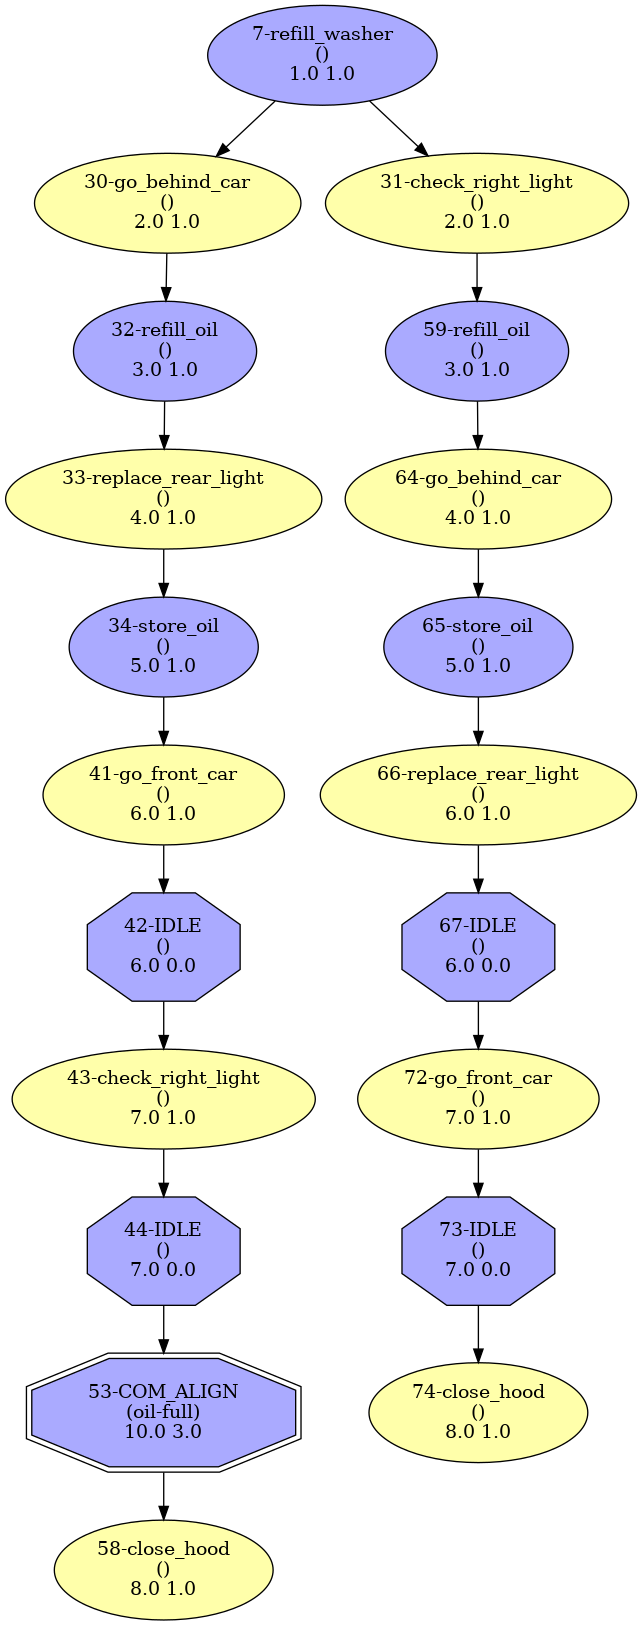 7-refill_washer
()
1.0 1.0
30-go_behind_car
()
2.0 1.0
31-check_right_light
()
2.0 1.0
32-refill_oil
()
3.0 1.0
59-refill_oil
()
3.0 1.0
33-replace_rear_light
()
4.0 1.0
64-go_behind_car
()
4.0 1.0
34-store_oil
()
5.0 1.0
65-store_oil
()
5.0 1.0
41-go_front_car
()
6.0 1.0
66-replace_rear_light
()
6.0 1.0
42-IDLE
()
6.0 0.0
67-IDLE
()
6.0 0.0
43-check_right_light
()
7.0 1.0
72-go_front_car
()
7.0 1.0
44-IDLE
()
7.0 0.0
73-IDLE
()
7.0 0.0
53-COM_ALIGN
(oil-full)
10.0 3.0
74-close_hood
()
8.0 1.0
58-close_hood
()
8.0 1.0